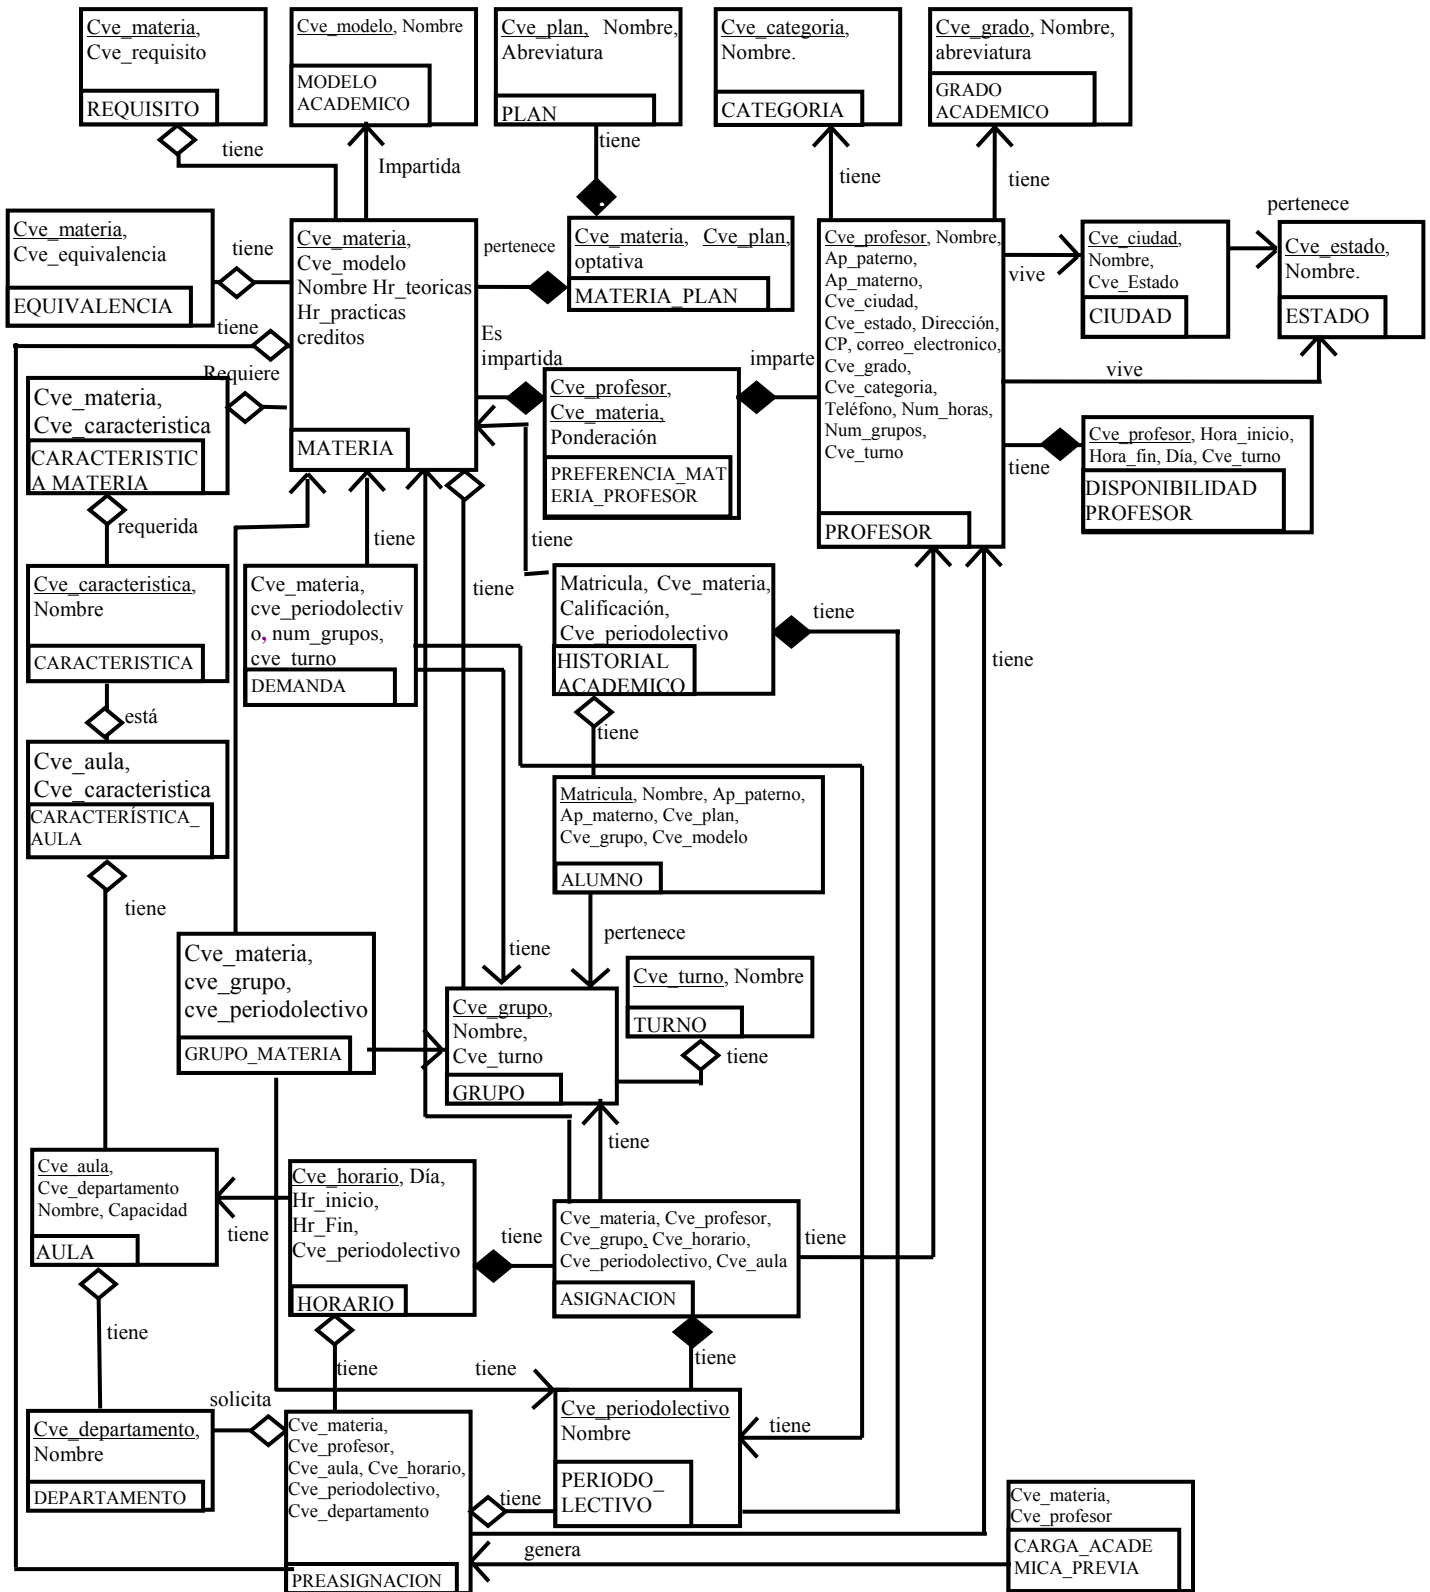 Cve_materia,
Cve_requisito
REQUISITO
Cve_modelo, Nombre
MODELO
ACADEMICO
Cve_plan, Nombre,
Abreviatura
PLAN
Cve_categoria,
Nombre.
CATEGORIA
Cve_grado, Nombre,
abreviatura
GRADO
ACADEMICO
tiene
Impartida
tiene
tiene
tiene
Cve_materia,
Cve_equivalencia
EQUIVALENCIA
tiene
Cve_materia,
Cve_modelo
Nombre Hr_teoricas
Hr_practicas
creditos
MATERIA
pertenece
Cve_materia, Cve_plan,
optativa
MATERIA_PLAN
Cve_profesor, Nombre,
Ap_paterno,
Ap_materno,
Cve_ciudad,
Cve_estado, Dirección,
CP, correo_electronico,
Cve_grado,
Cve_categoria,
Teléfono, Num_horas,
Num_grupos,
Cve_turno
PROFESOR
vive
Cve_ciudad,
Nombre,
Cve_Estado
CIUDAD
pertenece
Cve_estado,
Nombre.
ESTADO
vive
tiene
Requiere
Cve_materia,
Cve_caracteristica
CARACTERISTIC
A MATERIA
Es
impartida
Cve_profesor,
Cve_materia,
Ponderación
PREFERENCIA_MAT
ERIA_PROFESOR
imparte
tiene
Cve_profesor, Hora_inicio,
Hora_fin, Día, Cve_turno
DISPONIBILIDAD
PROFESOR
requerida
tiene
tiene
tiene
Cve_caracteristica,
Nombre
CARACTERISTICA
Cve_materia,
cve_periodolectiv
o, num_grupos,
cve_turno
DEMANDA
Matricula, Cve_materia,
Calificación,
Cve_periodolectivo
HISTORIAL
ACADEMICO
tiene
tiene
está
tiene
Cve_aula,
Cve_caracteristica
CARACTERÍSTICA_
AULA
Matricula, Nombre, Ap_paterno,
Ap_materno, Cve_plan,
Cve_grupo, Cve_modelo
ALUMNO
tiene
pertenece
tiene
Cve_materia,
cve_grupo,
cve_periodolectivo
GRUPO_MATERIA
Cve_grupo,
Nombre,
Cve_turno
GRUPO
Cve_turno, Nombre
TURNO
tiene
tiene
Cve_aula,
Cve_departamento
Nombre, Capacidad
AULA
tiene
Cve_horario, Día,
Hr_inicio,
Hr_Fin,
Cve_periodolectivo
HORARIO
tiene
Cve_materia, Cve_profesor,
Cve_grupo, Cve_horario,
Cve_periodolectivo, Cve_aula
ASIGNACION
tiene
tiene
tiene
tiene
tiene
solicita
Cve_departamento,
Nombre
DEPARTAMENTO
Cve_materia,
Cve_profesor,
Cve_aula, Cve_horario,
Cve_periodolectivo,
Cve_departamento
PREASIGNACION
tiene
Cve_periodolectivo
Nombre
PERIODO_
LECTIVO
tiene
genera
Cve_materia,
Cve_profesor
CARGA_ACADE
MICA_PREVIA